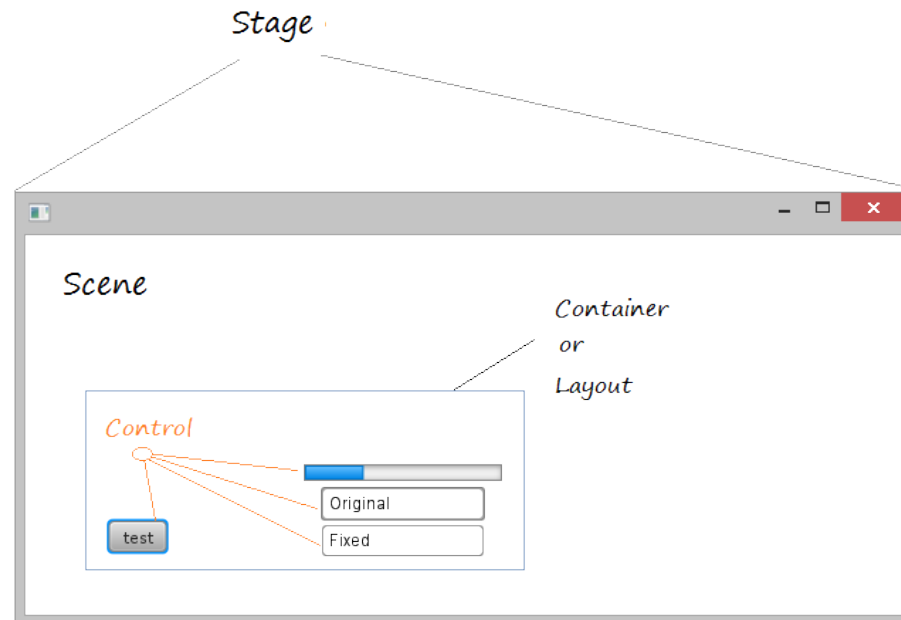 Stage
Scene
Container
or
Layout
Control
Original
test
Fixed